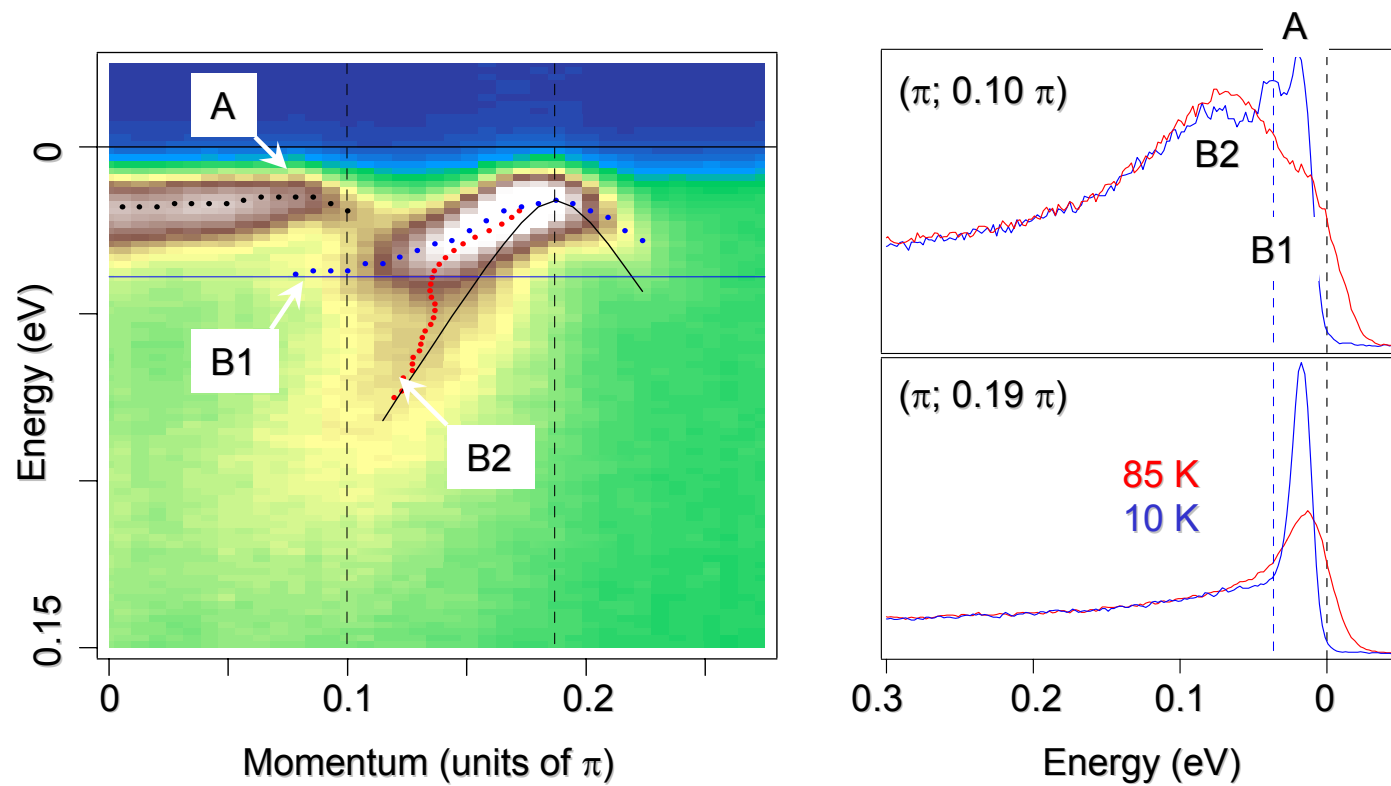 A
B1
B2
0
0.15
Energy (eV)
0
0.1
0.2
Momentum (units of π)
A
(π; 0.10 π)
B2
B1
(π; 0.19 π)
85 K
10 K
0.3
0.2
0.1
0
Energy (eV)